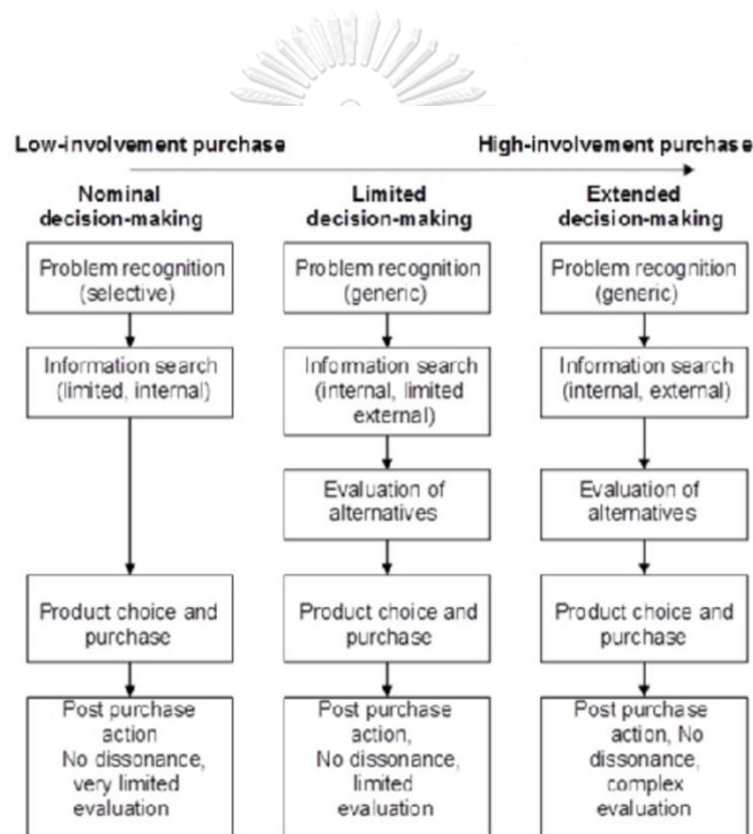 Low-involvement purchase
High-involvement purchase
Nominal
decision-making
Limited
decision-making
Extended
decision-making
Problem recognition
(selective)
Problem recognition
(generic)
Problem recognition
(generic)
Information search
(limited, internal)
Information search
(internal, limited
external)
Information search
(internal, external)
Evaluation of
alternatives
Evaluation of
alternatives
Product choice and
purchase
Product choice and
purchase
Product choice and
purchase
Post purchase
action
No dissonance,
very limited
evaluation
Post purchase
action,
No dissonance,
limited
evaluation
Post purchase
action, No
dissonance,
complex
evaluation